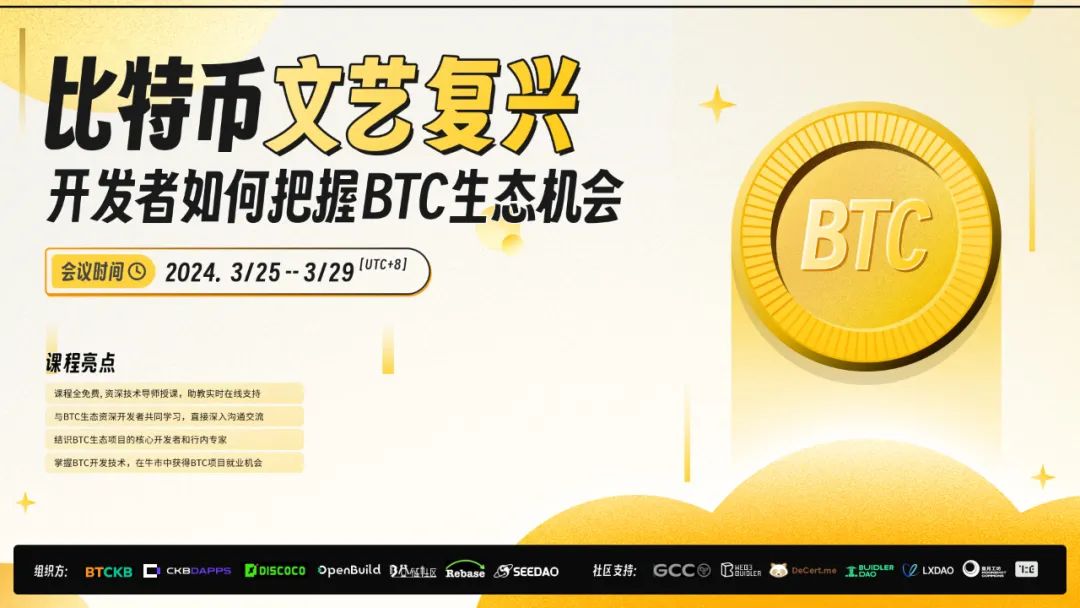 比特币文艺复兴
开发者如何把握BTC生态机会
会议时间 2024. 3/25 -- 3/29 [UTC+8]
BTC
课程亮点
课程全免费, 资深技术导师授课，助教实时在线支持
与BTC生态资深开发者共同学习，直接深入沟通交流
结识BTC生态项目的核心开发者和行内专家
掌握BTC开发技术，在牛市中获得BTC项目就业机会
组织方: BTCKB CKBDAPPS DISCOCO OpenBuild Rebase SEEDAO 社区支持: GCC WEB3 BUIDLER DeCert.me BUIDLER DAO LXDAO